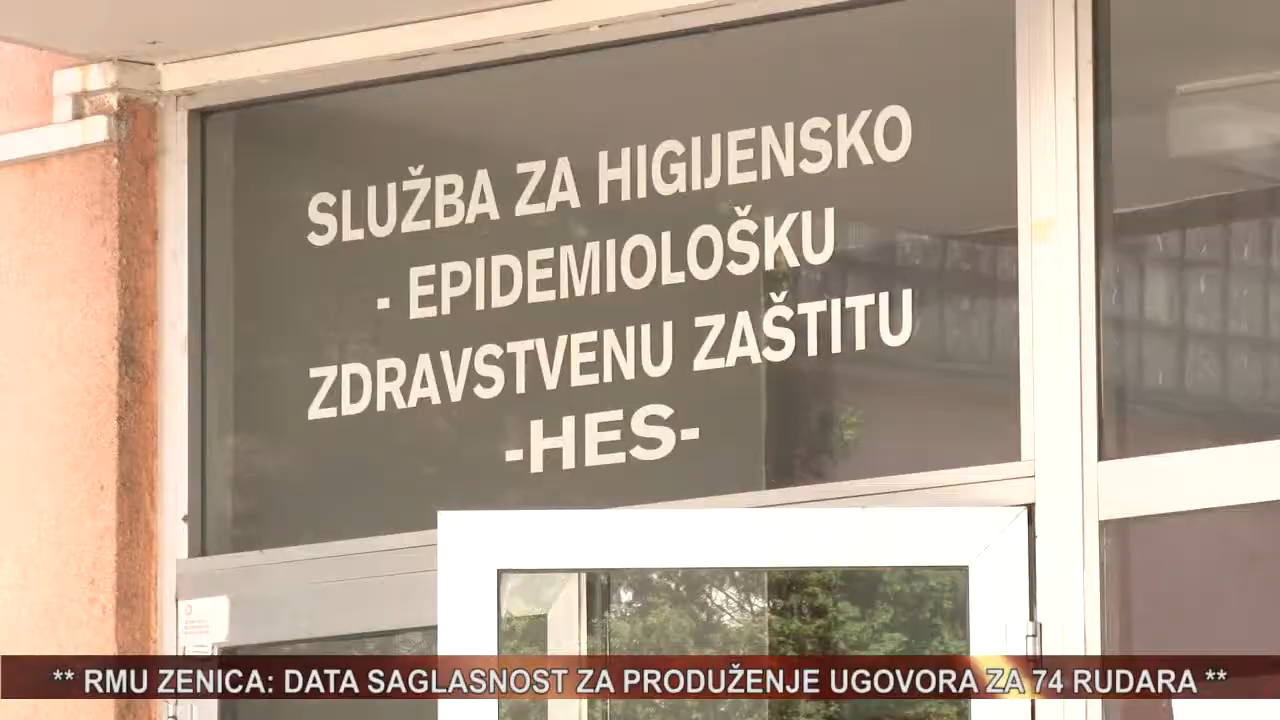 SLUŽBA ZA HIGIJENSKO
- EPIDEMIOLOŠKU
ZDRAVSTVENU ZAŠTITU
-HES-
** RMU ZENICA: DATA SAGLASNOST ZA PRODUŽENJE UGOVORA ZA 74 RUDARA **